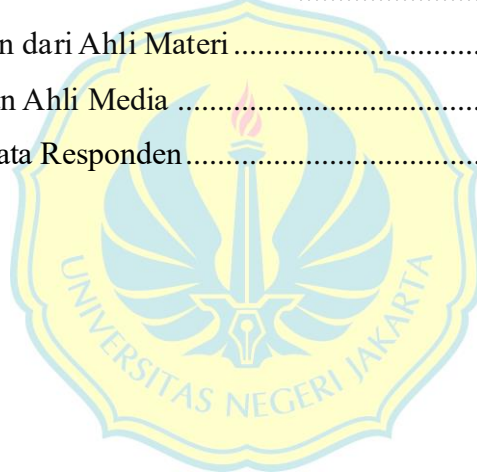 n dari Ahli Materi ................................
n Ahli Media ........................................
ata Responden .......................................
UNIVERSITAS NEGERI JAKARTA